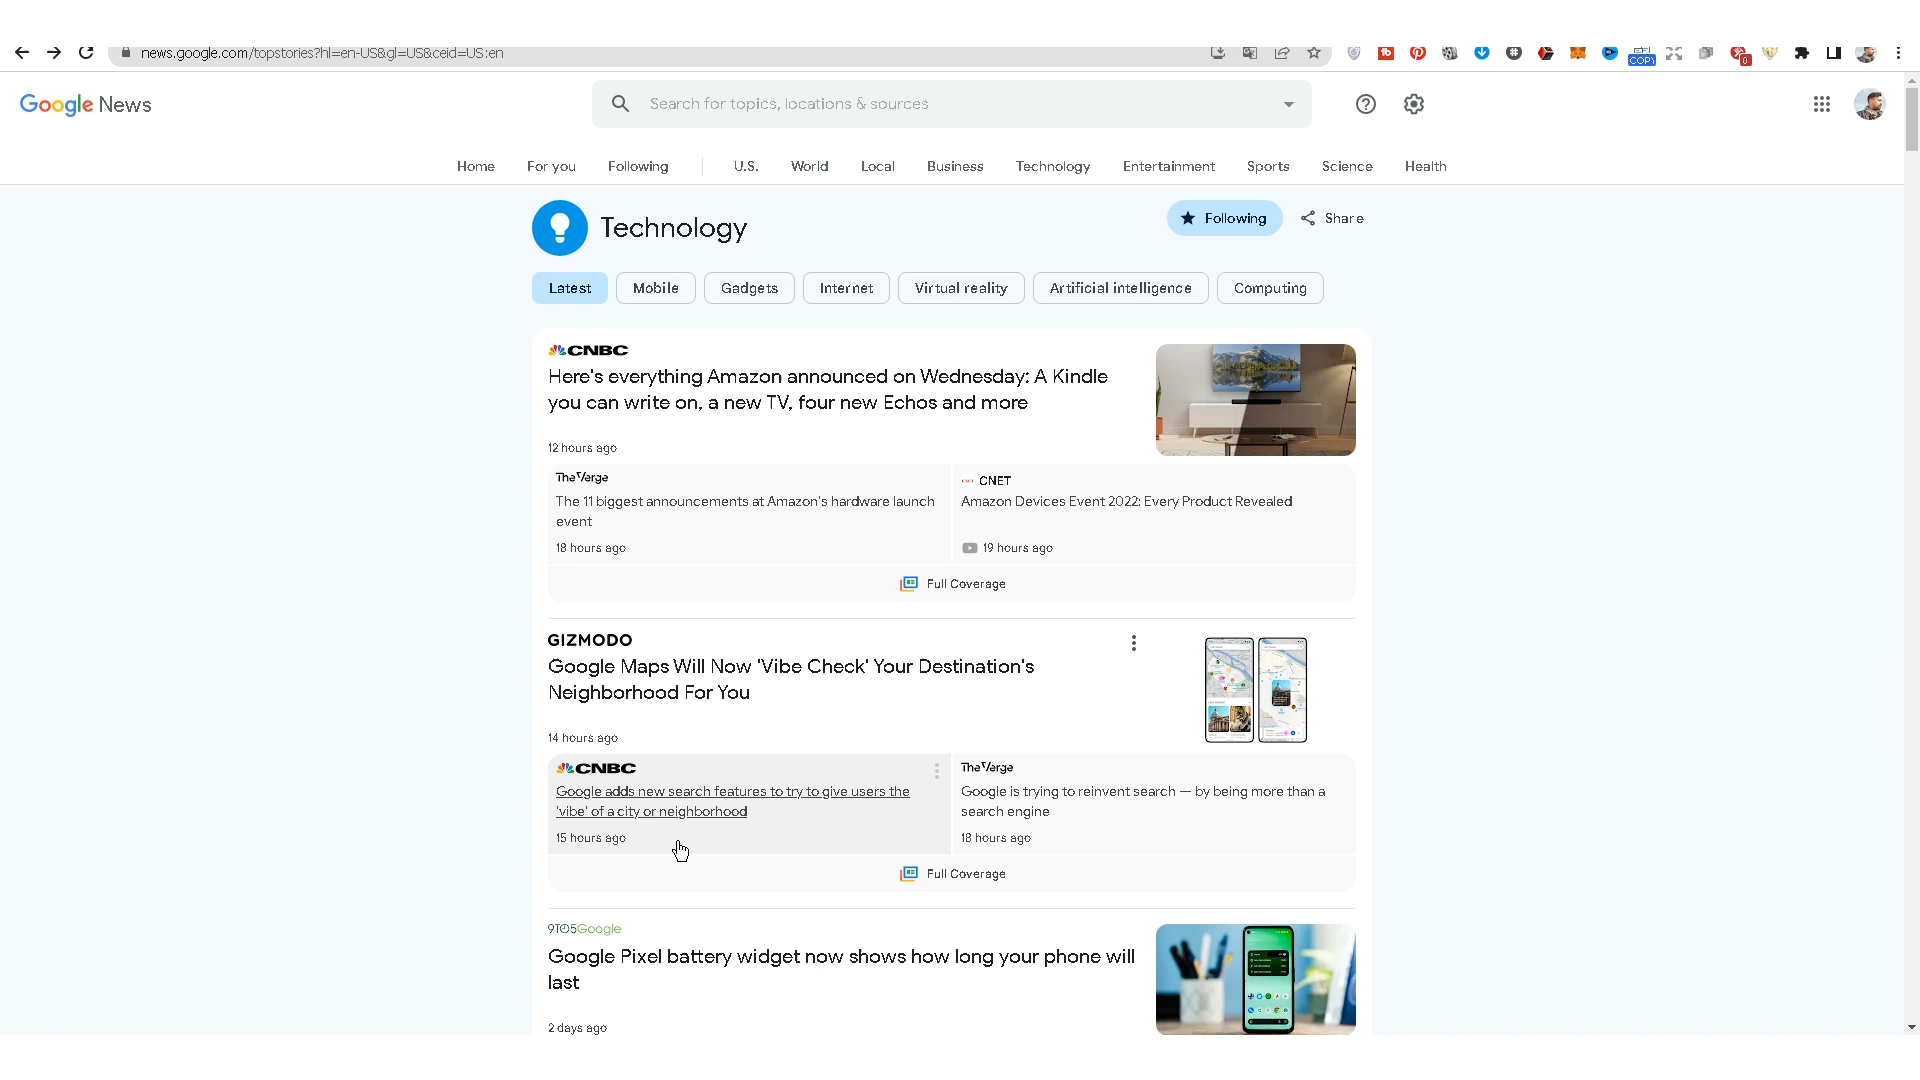 news.google.com/topstories?hl=en-US&gl=US&ceid=US:en
COPY
0
Google News
Search for topics, locations & sources
Home For you Following U.S. World Local Business Technology Entertainment Sports Science Health
Technology
Following Share
Latest Mobile Gadgets Internet Virtual reality Artificial intelligence Computing
CNBC
Here's everything Amazon announced on Wednesday: A Kindle
you can write on, a new TV, four new Echos and more
12 hours ago
The Verge
The 11 biggest announcements at Amazon's hardware launch
event
18 hours ago
CNET
Amazon Devices Event 2022: Every Product Revealed
19 hours ago
Full Coverage
GIZMODO
Google Maps Will Now 'Vibe Check' Your Destination's
Neighborhood For You
14 hours ago
CNBC
Google adds new search features to try to give users the
'vibe' of a city or neighborhood
15 hours ago
The Verge
Google is trying to reinvent search — by being more than a
search engine
18 hours ago
Full Coverage
9TO5Google
Google Pixel battery widget now shows how long your phone will
last
2 days ago